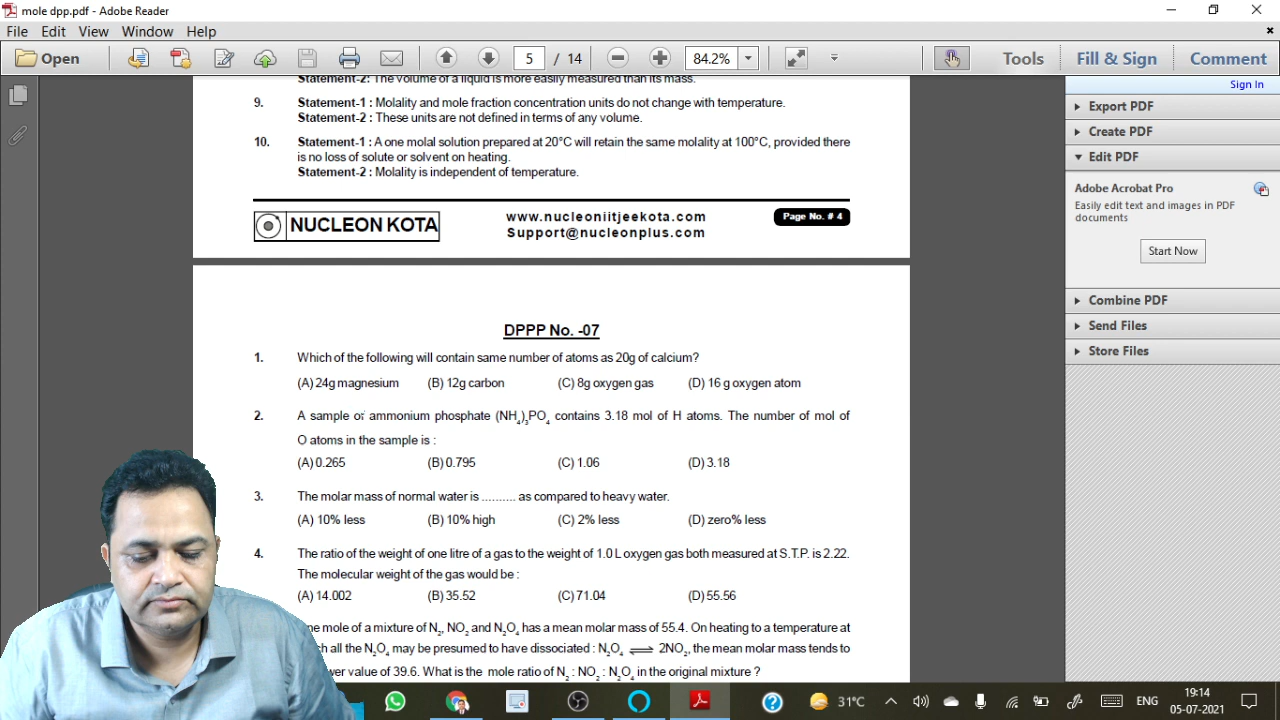 mole dpp.pdf - Adobe Reader
File Edit View Window Help
Open 5 / 14 84.2% Tools Fill & Sign Comment
Sign In
Statement-2: The volume of a liquid is more easily measured than its mass.
9. Statement-1 : Molality and mole fraction concentration units do not change with temperature.
Statement-2 : These units are not defined in terms of any volume.
10. Statement-1 : A one molal solution prepared at 20°C will retain the same molality at 100°C, provided there
is no loss of solute or solvent on heating.
Statement-2 : Molality is independent of temperature.
NUCLEON KOTA
www.nucleoniitjeekota.com
Support@nucleonplus.com
Page No. # 4
DPPP No. -07
1. Which of the following will contain same number of atoms as 20g of calcium?
(A) 24g magnesium (B) 12g carbon (C) 8g oxygen gas (D) 16 g oxygen atom
2. A sample of ammonium phosphate (NH₄)₃PO₄ contains 3.18 mol of H atoms. The number of mol of
O atoms in the sample is :
(A) 0.265 (B) 0.795 (C) 1.06 (D) 3.18
3. The molar mass of normal water is .......... as compared to heavy water.
(A) 10% less (B) 10% high (C) 2% less (D) zero% less
4. The ratio of the weight of one litre of a gas to the weight of 1.0 L oxygen gas both measured at S.T.P. is 2.22.
The molecular weight of the gas would be :
(A) 14.002 (B) 35.52 (C) 71.04 (D) 55.56
mole of a mixture of N₂, NO₂ and N₂O₄ has a mean molar mass of 55.4. On heating to a temperature at
all the N₂O₄ may be presumed to have dissociated : N₂O₄ ⇌ 2NO₂, the mean molar mass tends to
value of 39.6. What is the mole ratio of N₂ : NO₂ : N₂O₄ in the original mixture ?
Export PDF
Create PDF
Edit PDF
Adobe Acrobat Pro
Easily edit text and images in PDF
documents
Start Now
Combine PDF
Send Files
Store Files
31°C ENG 19:14
05-07-2021